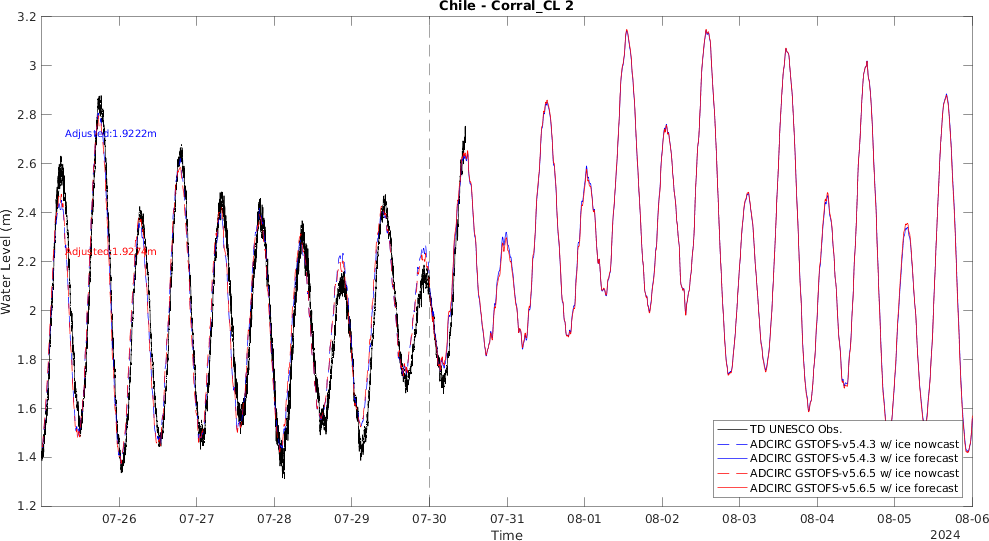 Chile - Corral_CL 2
3.2
3
2.8
2.6
2.4
2.2
2
1.8
1.6
1.4
1.2
Water Level (m)
Adjusted:1.9222m
Adjusted:1.9274m
TD UNESCO Obs.
ADCIRC GSTOFS-v5.4.3 w/ ice nowcast
ADCIRC GSTOFS-v5.4.3 w/ ice forecast
ADCIRC GSTOFS-v5.6.5 w/ ice nowcast
ADCIRC GSTOFS-v5.6.5 w/ ice forecast
07-26 07-27 07-28 07-29 07-30 07-31 08-01 08-02 08-03 08-04 08-05 08-06
Time
2024